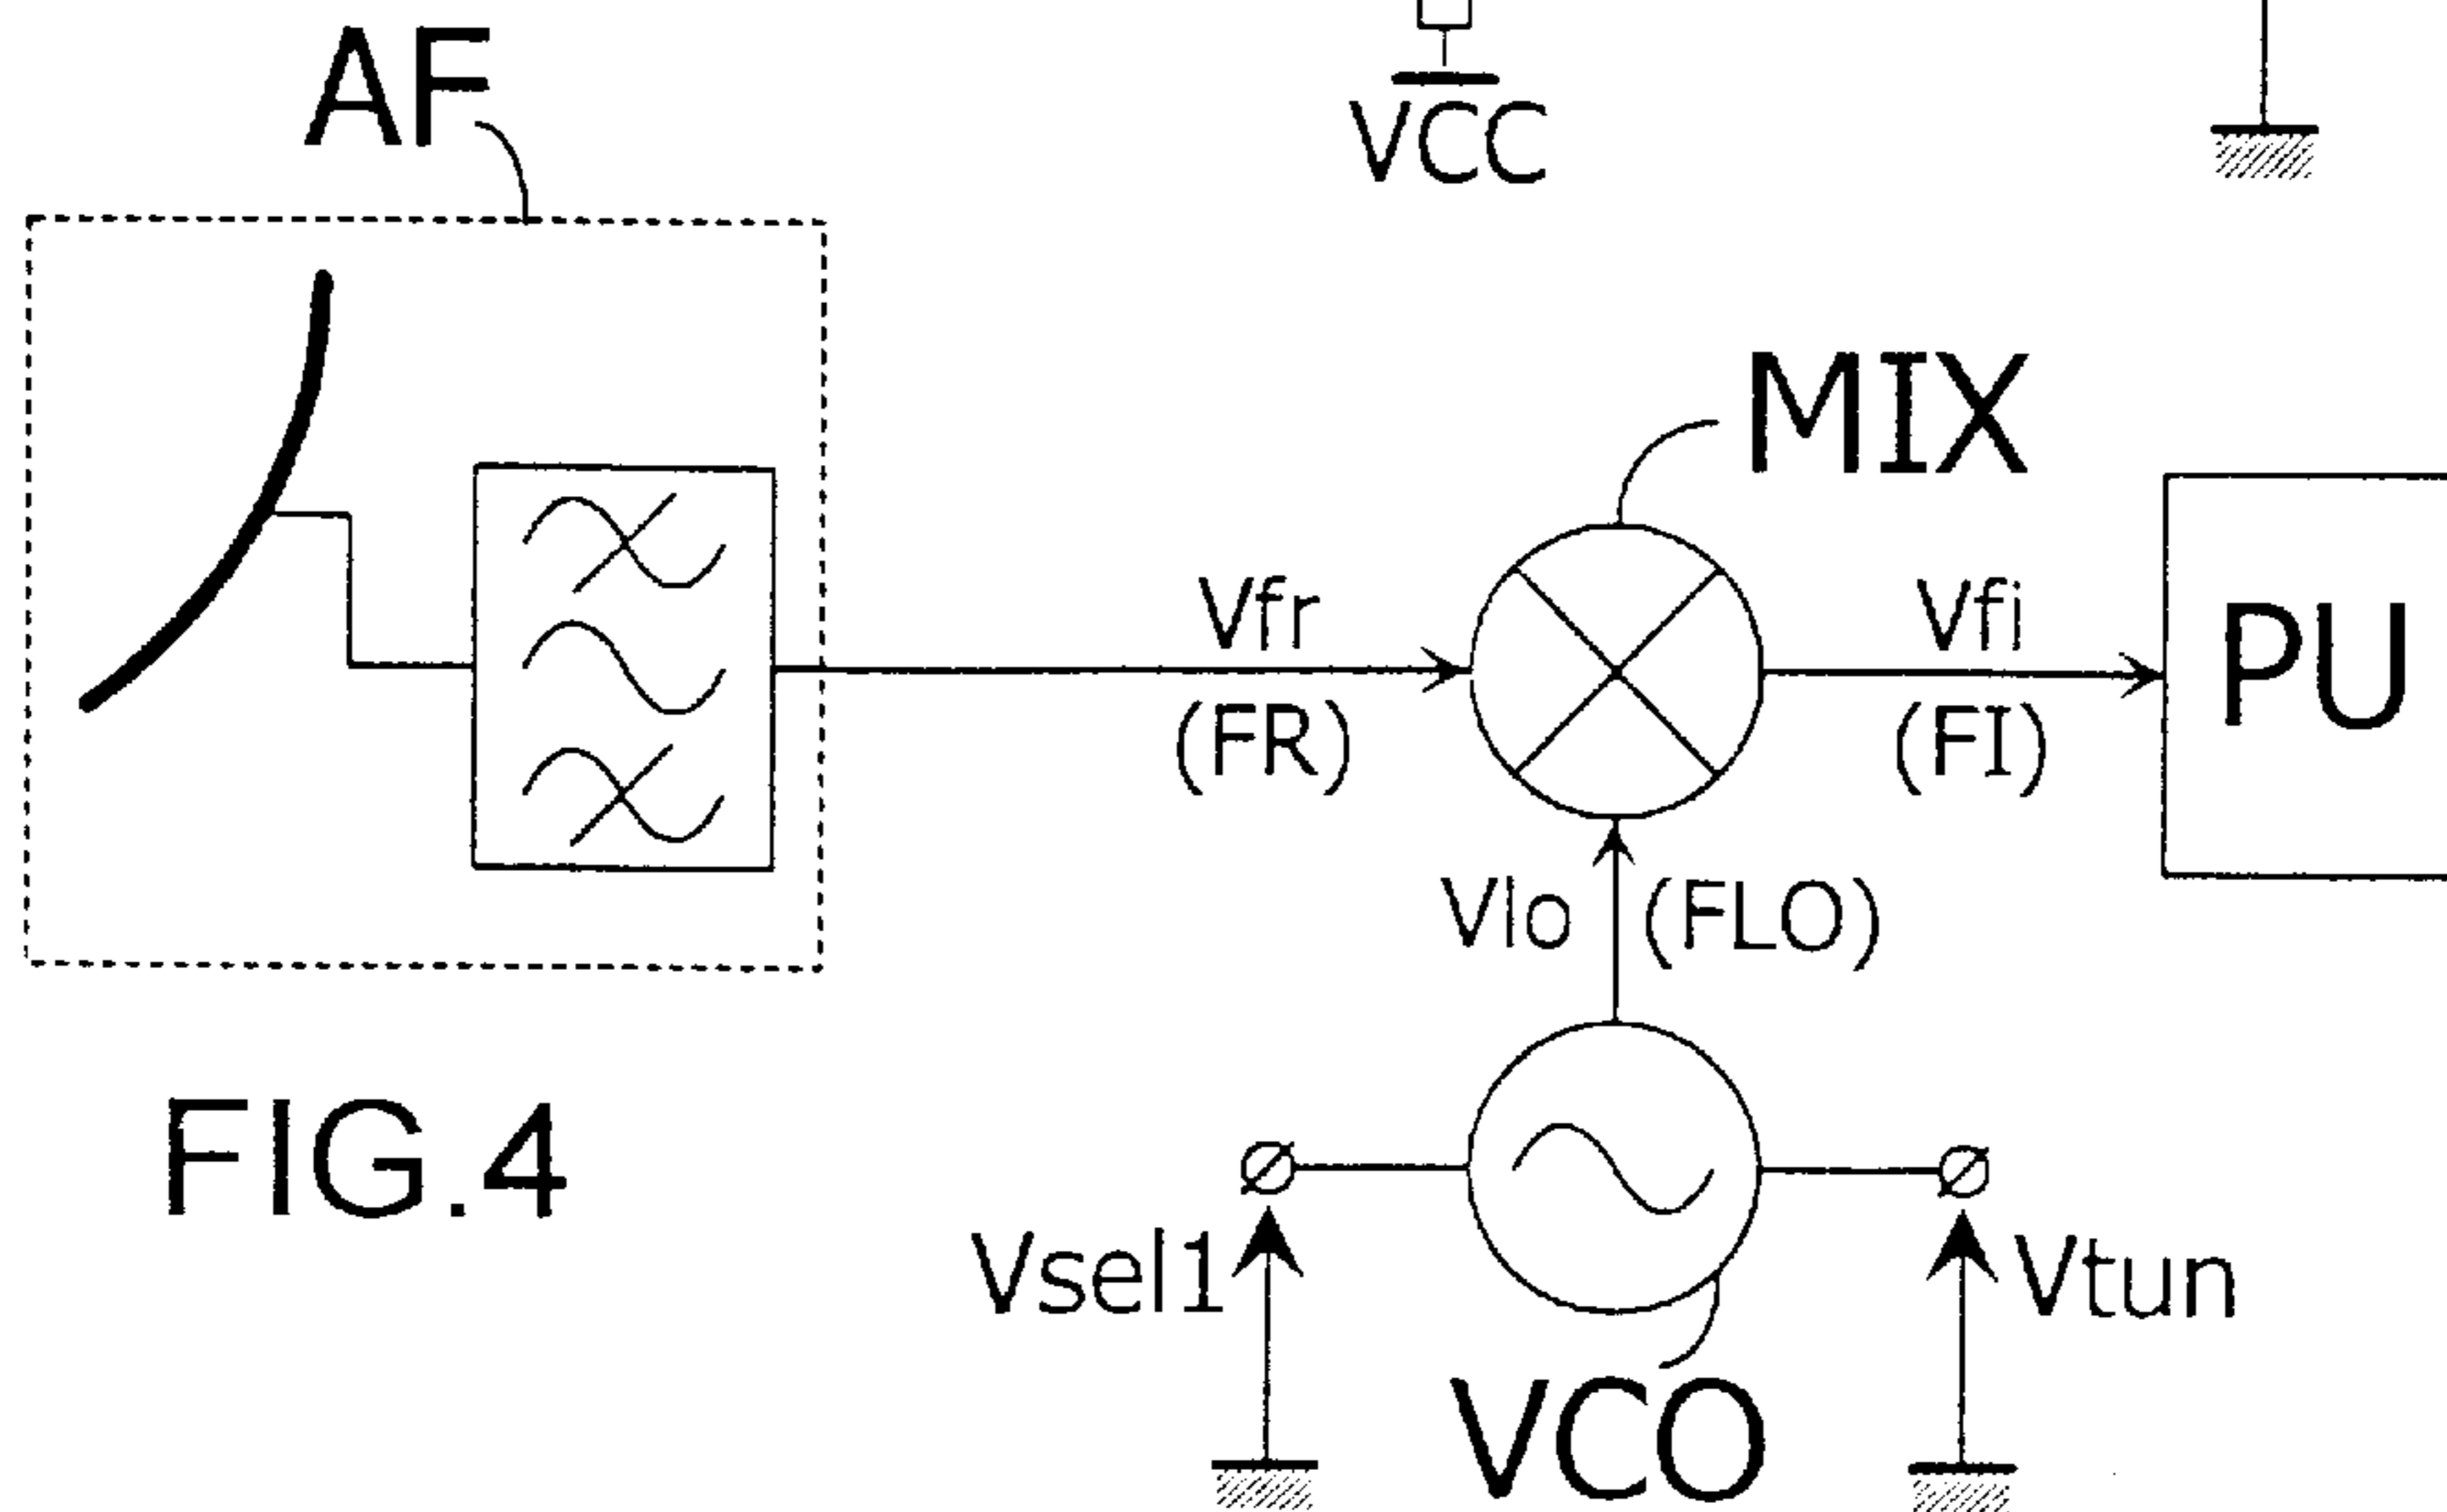 AF
VCC
MIX
Vfr
Vfi
PU
(FR)
(FI)
Vlo (FLO)
FIG.4
Vsel1
Vtun
VCO